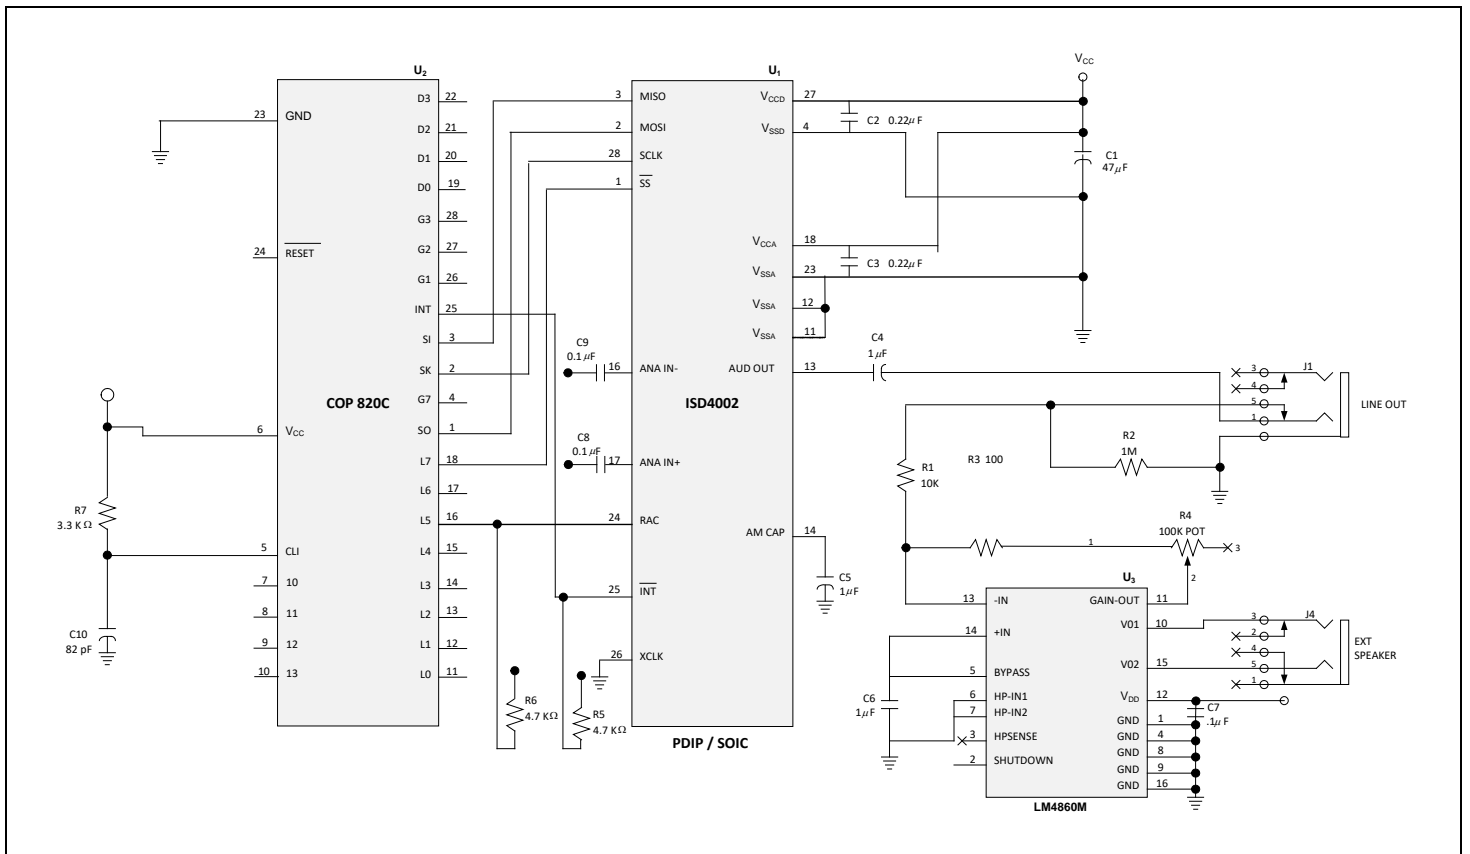 U2
GND
23
RESET
24
VCC
6
CLI
5
10
7
11
8
12
9
13
10
COP 820C
D3 22
D2 21
D1 20
D0 19
G3 28
G2 27
G1 26
INT 25
SI 3
SK 2
G7 4
SO 1
L7 18
L6 17
L5 16
L4 15
L3 14
L2 13
L1 12
L0 11
R7
3.3 K Ω
C10
82 pF
R6
4.7 KΩ
R5
4.7 KΩ
U1
3 MISO
2 MOSI
28 SCLK
1 SS
C9
0.1 µF
16 ANA IN-
C8
0.1 µF
17 ANA IN+
24 RAC
25 INT
26 XCLK
ISD4002
PDIP / SOIC
VCCD 27
VSSD 4
VCCA 18
VSSA 23
VSSA 12
VSSA 11
AUD OUT 13
AM CAP 14
C2 0.22µF
C3 0.22µF
VCC
C1
47µF
C4
1µF
C5
1µF
3
4
5
1
J1
LINE OUT
R2
1M
R1
10K
R3 100
R4
100K POT
1
3
2
U3
13 -IN
14 +IN
5 BYPASS
6 HP-IN1
7 HP-IN2
3 HPSENSE
2 SHUTDOWN
C6
1µF
GAIN-OUT 11
V01 10
V02 15
VDD 12
GND 1
GND 4
GND 8
GND 9
GND 16
C7
.1µ F
LM4860M
3
2
4
5
1
J4
EXT
SPEAKER